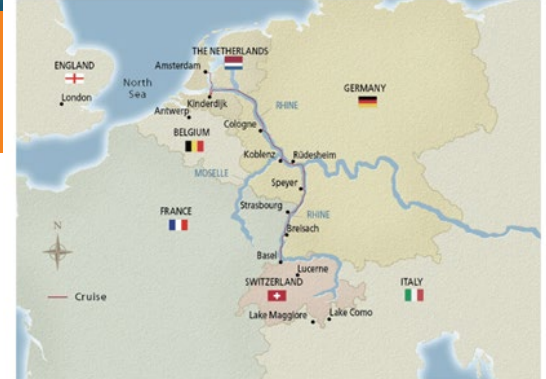 THE NETHERLANDS
ENGLAND
Amsterdam
North
Sea
GERMANY
London
Kinderdijk
RHINE
Antwerp
Cologne
BELGIUM
Koblenz
Rüdesheim
MOSELLE
Speyer
FRANCE
Strasbourg
RHINE
N
Breisach
Basel
Lucerne
SWITZERLAND
ITALY
Cruise
Lake Maggiore
Lake Como